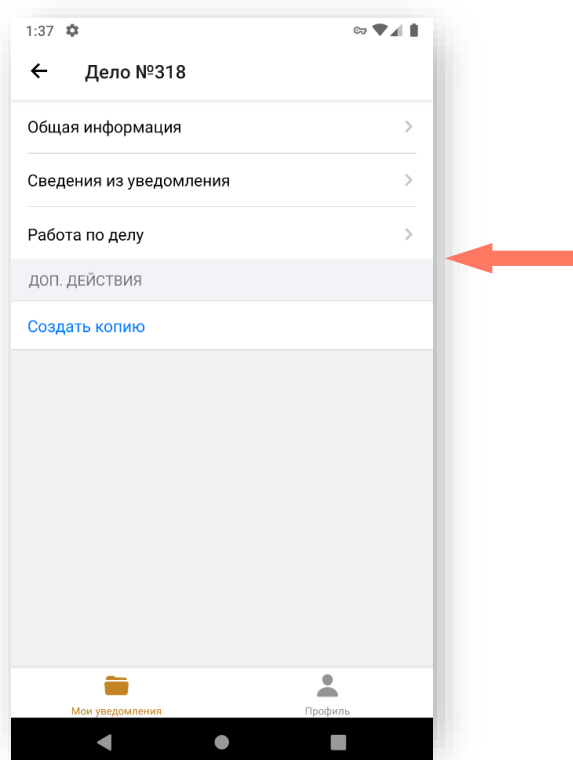 1:37
Дело №318
Общая информация
Сведения из уведомления
Работа по делу
ДОП. ДЕЙСТВИЯ
Создать копию
Мои уведомления
Профиль